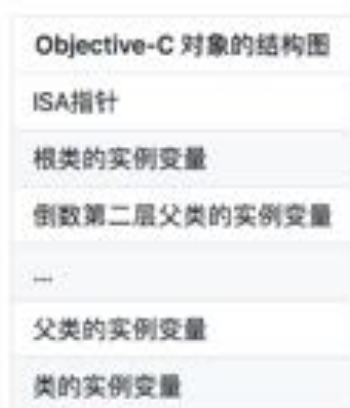 Objective-C 对象的结构图
ISA指针
根类的实例变量
倒数第二层父类的实例变量
...
父类的实例变量
类的实例变量